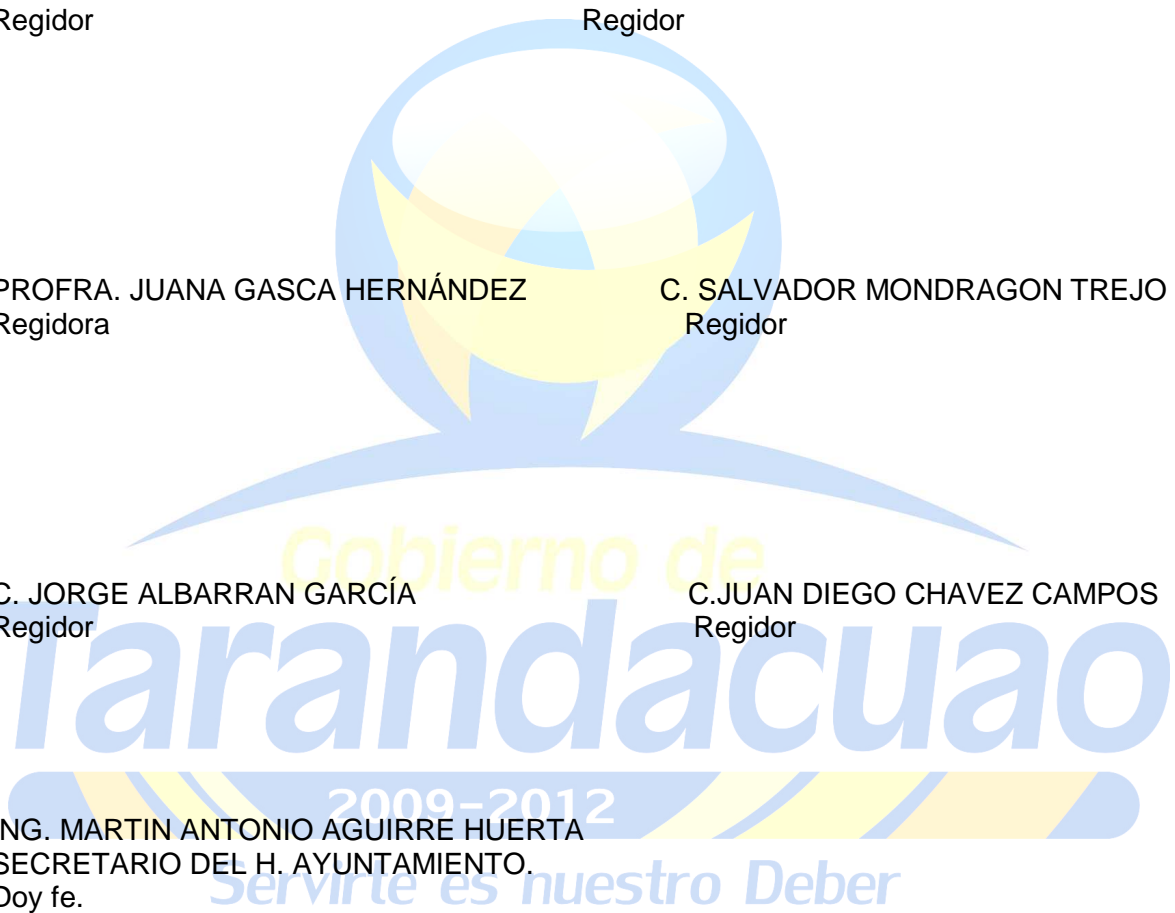 Regidor Regidor
PROFRA. JUANA GASCA HERNÁNDEZ C. SALVADOR MONDRAGON TREJO
Regidora Regidor
Gobierno de
C. JORGE ALBARRAN GARCÍA C.JUAN DIEGO CHAVEZ CAMPOS
Regidor Regidor
Tarandacuao
2009-2012
ING. MARTIN ANTONIO AGUIRRE HUERTA
SECRETARIO DEL H. AYUNTAMIENTO.
Doy fe.
Servirte es nuestro Deber